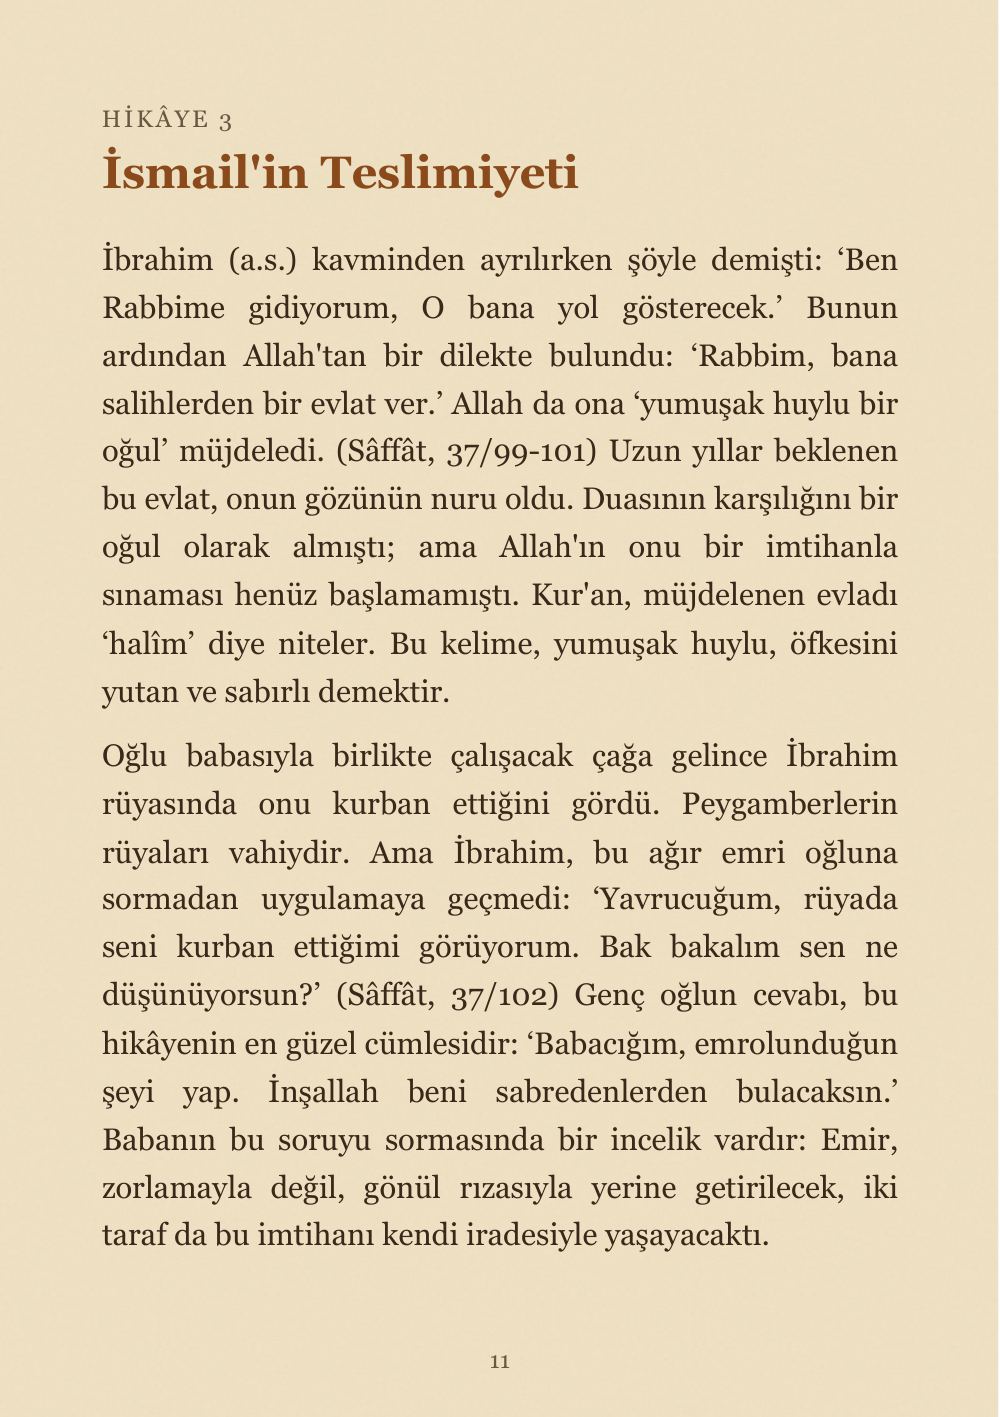 HİKÂYE 3
İsmail'in Teslimiyeti
İbrahim (a.s.) kavminden ayrılırken şöyle demişti: ‘Ben
Rabbime gidiyorum, O bana yol gösterecek.’ Bunun
ardından Allah'tan bir dilekte bulundu: ‘Rabbim, bana
salihlerden bir evlat ver.’ Allah da ona ‘yumuşak huylu bir
oğul’ müjdeledi. (Sâffât, 37/99-101) Uzun yıllar beklenen
bu evlat, onun gözünün nuru oldu. Duasının karşılığını bir
oğul olarak almıştı; ama Allah'ın onu bir imtihanla
sınaması henüz başlamamıştı. Kur'an, müjdelenen evladı
‘halîm’ diye niteler. Bu kelime, yumuşak huylu, öfkesini
yutan ve sabırlı demektir.
Oğlu babasıyla birlikte çalışacak çağa gelince İbrahim
rüyasında onu kurban ettiğini gördü. Peygamberlerin
rüyaları vahiydir. Ama İbrahim, bu ağır emri oğluna
sormadan uygulamaya geçmedi: ‘Yavrucuğum, rüyada
seni kurban ettiğimi görüyorum. Bak bakalım sen ne
düşünüyorsun?’ (Sâffât, 37/102) Genç oğlun cevabı, bu
hikâyenin en güzel cümlesidir: ‘Babacığım, emrolunduğun
şeyi yap. İnşallah beni sabredenlerden bulacaksın.’
Babanın bu soruyu sormasında bir incelik vardır: Emir,
zorlamayla değil, gönül rızasıyla yerine getirilecek, iki
taraf da bu imtihanı kendi iradesiyle yaşayacaktı.
11